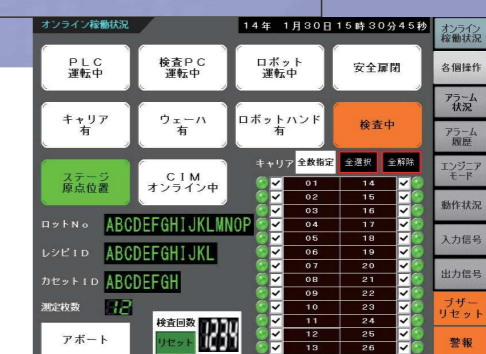 オンライン稼働状況
14年 1月30日15時30分45秒
オンライン
稼働状況
PLC
運転中
検査PC
運転中
ロボット
運転中
安全扉閉
各個操作
アラーム
状況
キャリア
有
ウェーハ
有
ロボットハンド
有
検査中
アラーム
履歴
キャリア
全数指定
全選択
全解除
エンジニア
モード
ステージ
原点位置
CIM
オンライン中
01 14
02 15
03 16
04 17
05 18
06 19
07 20
08 21
09 22
10 23
11 24
12 25
13 26
動作状況
ロットNo ABCDEFGHIJKLMNOP
入力信号
レシピID ABCDEFGHIJKL
出力信号
カセットID ABCDEFGH
測定枚数 12
ブザー
リセット
検査回数
リセット 1234
アボート
警報